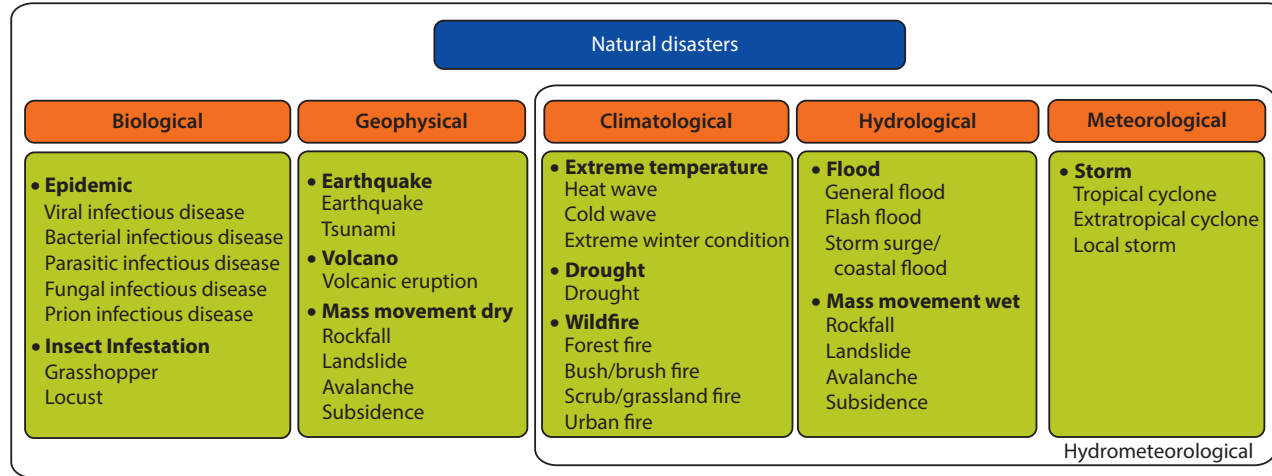 Natural disasters
Biological
• Epidemic
Viral infectious disease
Bacterial infectious disease
Parasitic infectious disease
Fungal infectious disease
Prion infectious disease
• Insect Infestation
Grasshopper
Locust
Geophysical
• Earthquake
Earthquake
Tsunami
• Volcano
Volcanic eruption
• Mass movement dry
Rockfall
Landslide
Avalanche
Subsidence
Climatological
• Extreme temperature
Heat wave
Cold wave
Extreme winter condition
• Drought
Drought
• Wildfire
Forest fire
Bush/brush fire
Scrub/grassland fire
Urban fire
Hydrological
• Flood
General flood
Flash flood
Storm surge/
coastal flood
• Mass movement wet
Rockfall
Landslide
Avalanche
Subsidence
Meteorological
• Storm
Tropical cyclone
Extratropical cyclone
Local storm
Hydrometeorological